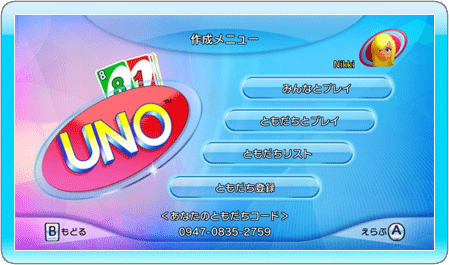 作成メニュー
Nikki
8 8 1
UNO™
みんなとプレイ
ともだちとプレイ
ともだちリスト
ともだち登録
<あなたのともだちコード>
0947-0835-2759
B もどる
えらぶ A